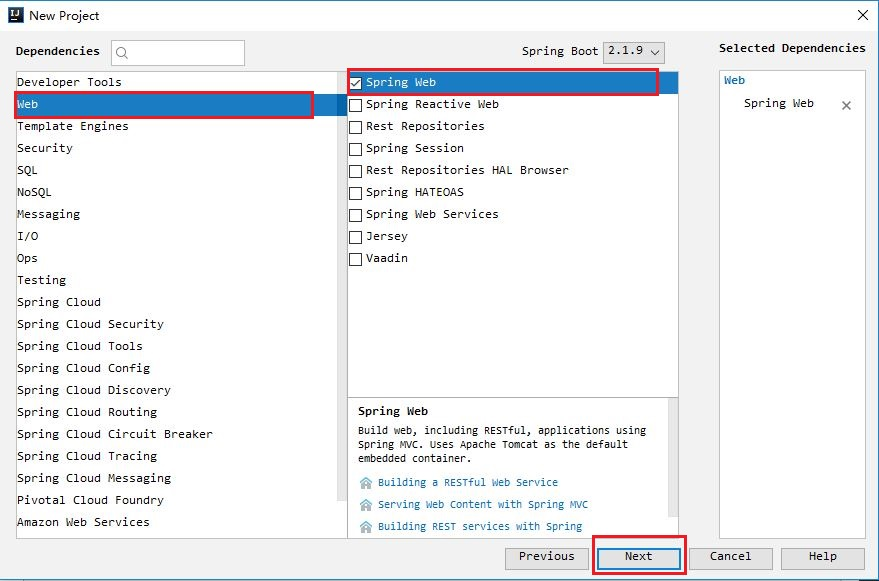 New Project
Dependencies
Spring Boot 2.1.9
Selected Dependencies
Developer Tools
Web
Template Engines
Security
SQL
NoSQL
Messaging
I/O
Ops
Testing
Spring Cloud
Spring Cloud Security
Spring Cloud Tools
Spring Cloud Config
Spring Cloud Discovery
Spring Cloud Routing
Spring Cloud Circuit Breaker
Spring Cloud Tracing
Spring Cloud Messaging
Pivotal Cloud Foundry
Amazon Web Services
Spring Web
Spring Reactive Web
Rest Repositories
Spring Session
Rest Repositories HAL Browser
Spring HATEOAS
Spring Web Services
Jersey
Vaadin
Spring Web
Build web, including RESTful, applications using
Spring MVC. Uses Apache Tomcat as the default
embedded container.
Building a RESTful Web Service
Serving Web Content with Spring MVC
Building REST services with Spring
Web
Spring Web
Previous
Next
Cancel
Help